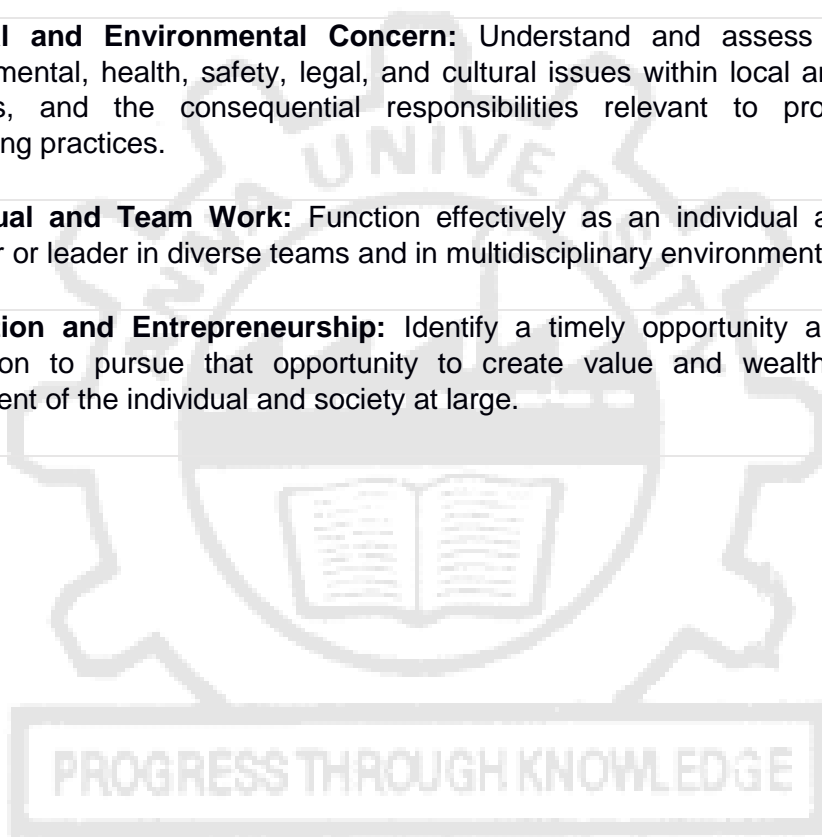 l and Environmental Concern: Understand and assess
mental, health, safety, legal, and cultural issues within local a
s, and the consequential responsibilities relevant to pro
ng practices.
ual and Team Work: Function effectively as an individual a
r or leader in diverse teams and in multidisciplinary environment
tion and Entrepreneurship: Identify a timely opportunity a
on to pursue that opportunity to create value and wealth
ent of the individual and society at large.
ANNA UNIVERSITY
PROGRESS THROUGH KNOWLEDGE